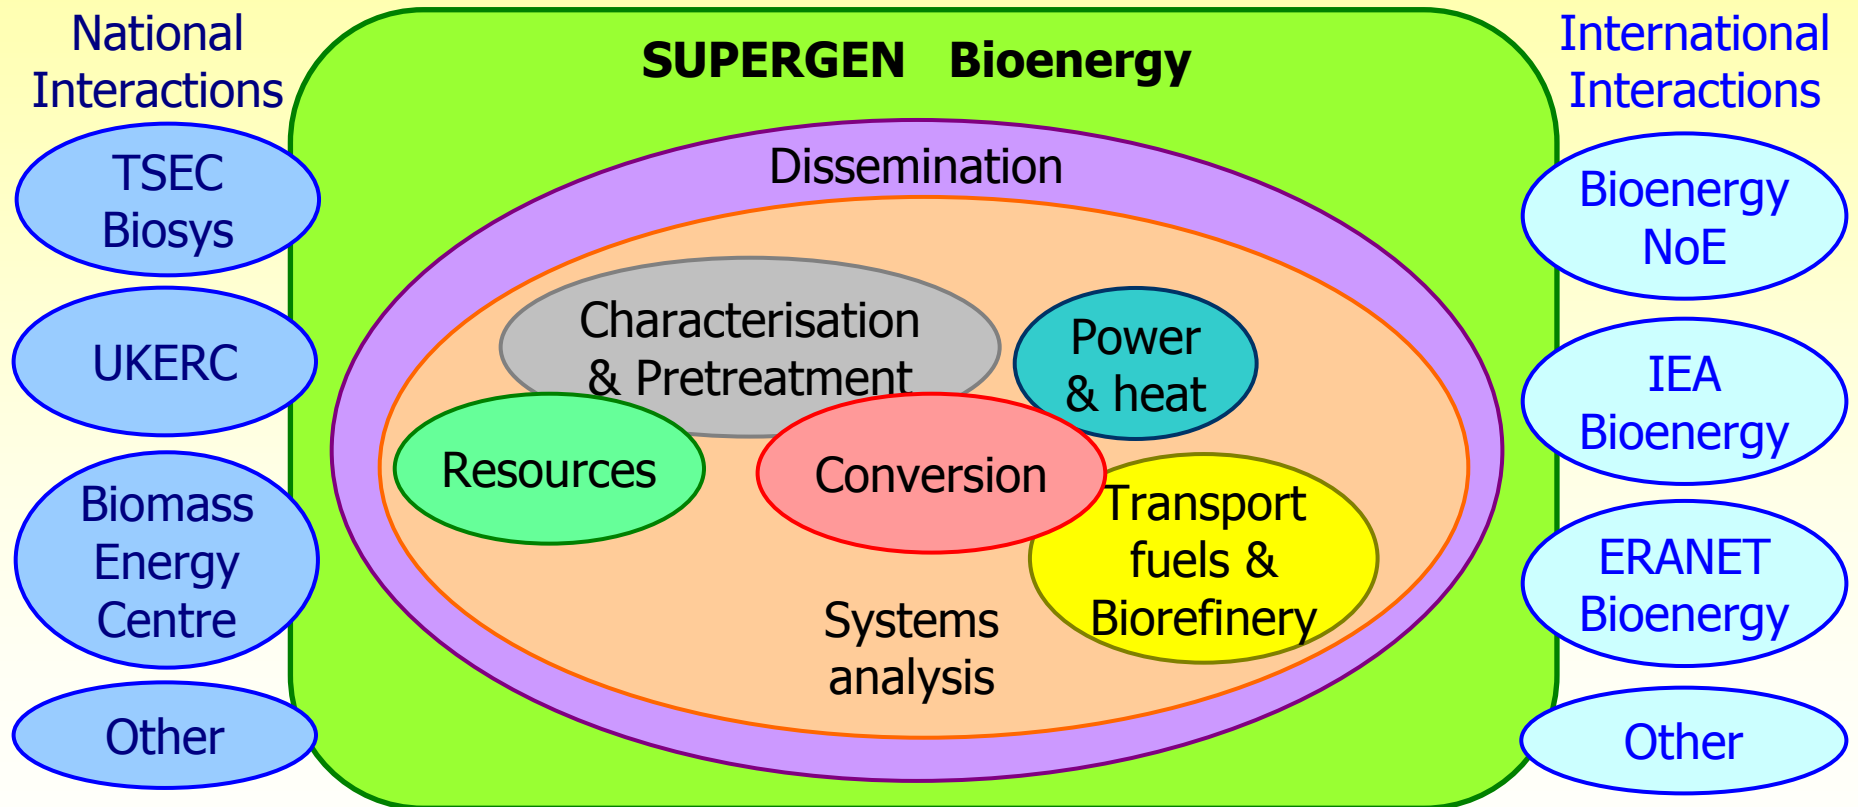 National
Interactions
TSEC
Biosys
UKERC
Biomass
Energy
Centre
Other
SUPERGEN Bioenergy
Dissemination
Characterisation
& Pretreatment
Power
& heat
Resources
Conversion
Transport
fuels &
Biorefinery
Systems
analysis
International
Interactions
Bioenergy
NoE
IEA
Bioenergy
ERANET
Bioenergy
Other